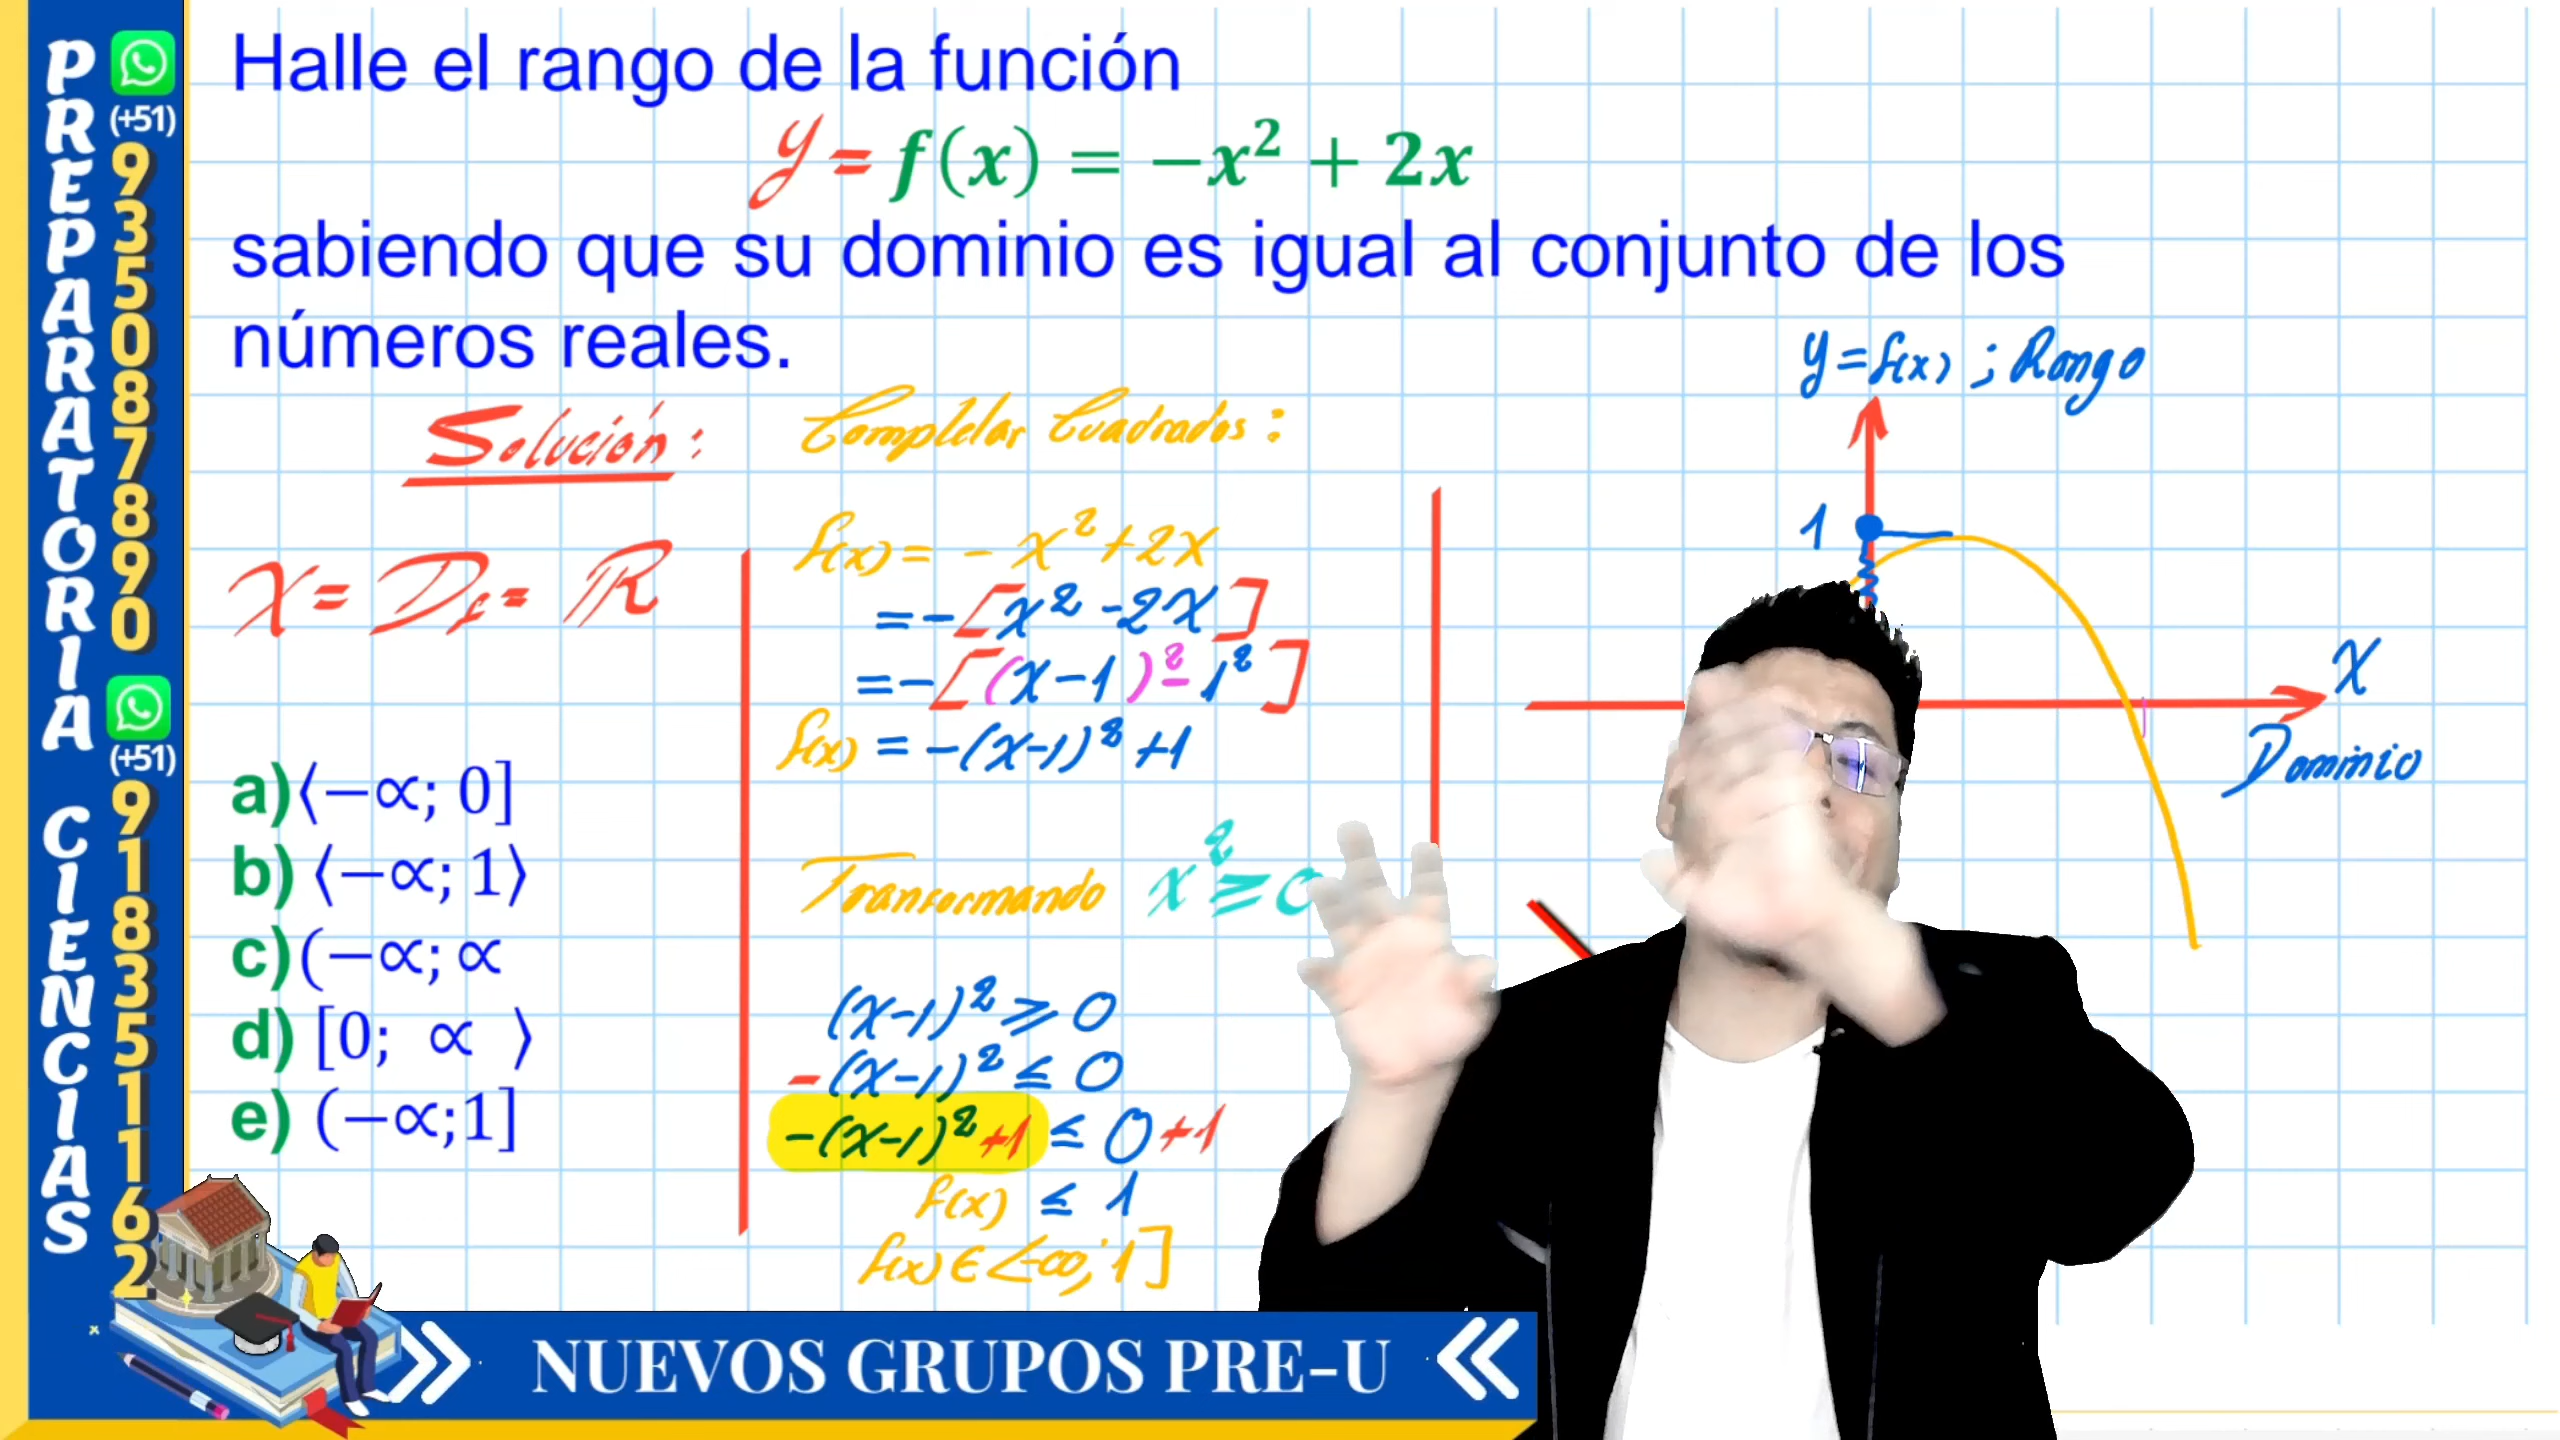 PREPARATORIA CIENCIAS
(+51)
935087890
(+51)
918351162
Halle el rango de la función
y = f(x) = −x² + 2x
sabiendo que su dominio es igual al conjunto de los
números reales.
Solución:
x = Df = ℝ
a)⟨−∝; 0]
b) ⟨−∝; 1⟩
c)(−∝; ∝
d) [0; ∝ ⟩
e) (−∝;1]
Completar Cuadrados:
f(x) = − x² + 2x
= −[x² − 2x]
= −[(x−1)² − 1²]
f(x) = −(x−1)² + 1
Transformando x² ≥ 0
(x−1)² ≥ 0
−(x−1)² ≤ 0
−(x−1)² +1 ≤ 0 +1
f(x) ≤ 1
f(x) ∈ <−∞; 1]
y = f(x) ; Rango
1
X
Dominio
NUEVOS GRUPOS PRE-U